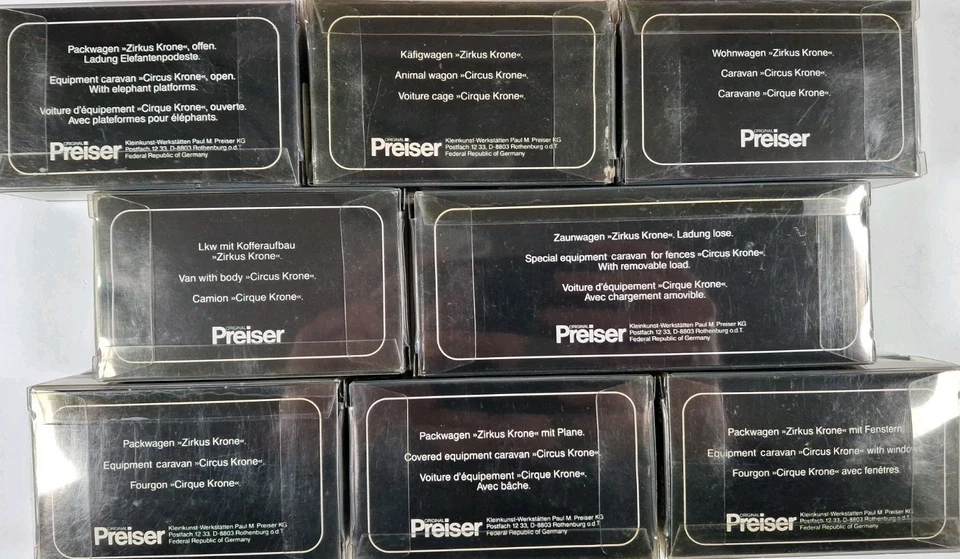 Packwagen »Zirkus Krone«, offen.
Ladung Elefantenpodeste.
Equipment caravan »Circus Krone«, open.
With elephant platforms.
Voiture d'équipement »Cirque Krone«, ouverte.
Avec plateformes pour éléphants.
ORIGINAL
Preiser
Kleinkunst-Werkstätten Paul M. Preiser KG
Postfach 12 33, D-8803 Rothenburg o.d.T.
Federal Republic of Germany
Käfigwagen »Zirkus Krone«.
Animal wagon »Circus Krone«.
Voiture cage »Cirque Krone«.
ORIGINAL
Preiser
Kleinkunst-Werkstätten Paul M. Preiser KG
Postfach 12 33, D-8803 Rothenburg o.d.T.
Federal Republic of Germany
Wohnwagen »Zirkus Krone«.
Caravan »Circus Krone«.
Caravane »Cirque Krone«.
ORIGINAL
Preiser
Lkw mit Kofferaufbau
»Zirkus Krone«.
Van with body »Circus Krone«.
Camion »Cirque Krone«.
ORIGINAL
Preiser
Zaunwagen »Zirkus Krone«. Ladung lose.
Special equipment caravan for fences »Circus Krone«.
With removable load.
Voiture d'équipement »Cirque Krone«.
Avec chargement amovible.
ORIGINAL
Preiser
Kleinkunst-Werkstätten Paul M. Preiser KG
Postfach 12 33, D-8803 Rothenburg o.d.T.
Federal Republic of Germany
Packwagen »Zirkus Krone«.
Equipment caravan »Circus Krone«.
Fourgon »Cirque Krone«.
ORIGINAL
Preiser
Kleinkunst-Werkstätten Paul M. Preiser KG
Postfach 12 33, D-8803 Rothenburg o.d.T.
Federal Republic of Germany
Packwagen »Zirkus Krone« mit Plane.
Covered equipment caravan »Circus Krone«.
Voiture d'équipement »Cirque Krone«.
Avec bâche.
ORIGINAL
Preiser
Kleinkunst-Werkstätten Paul M. Preiser KG
Postfach 12 33, D-8803 Rothenburg o.d.T.
Federal Republic of Germany
Packwagen »Zirkus Krone« mit Fenstern.
Equipment caravan »Circus Krone« with
Fourgon »Cirque Krone« avec fenêtres.
ORIGINAL
Preiser
Kleinkunst-Werkstätten Paul M. Preiser KG
Postfach 12 33, D-8803 Rothenburg o.d.T.
Federal Republic of Germany